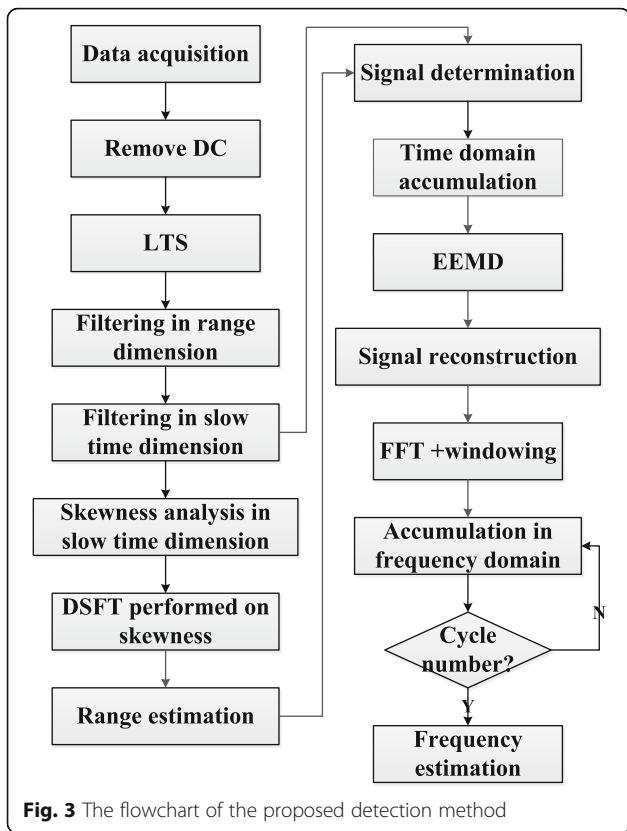 Data acquisition
Remove DC
LTS
Filtering in range
dimension
Filtering in slow
time dimension
Skewness analysis in
slow time dimension
DSFT performed on
skewness
Range estimation
Signal determination
Time domain
accumulation
EEMD
Signal reconstruction
FFT +windowing
Accumulation in
frequency domain
N
Cycle
number?
Y
Frequency
estimation
Fig. 3 The flowchart of the proposed detection method